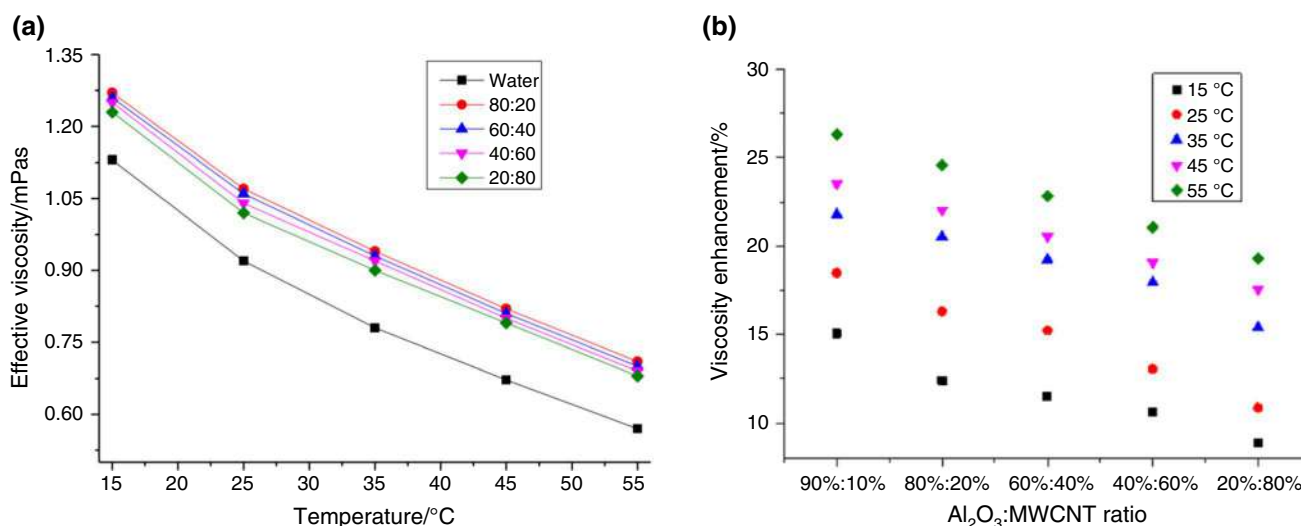 (a)
1.35
1.20
1.05
0.90
0.75
0.60
Effective viscosity/mPas
15 20 25 30 35 40 45 50 55
Temperature/°C
Water
80:20
60:40
40:60
20:80
(b)
30
25
20
15
10
Viscosity enhancement/%
90%:10% 80%:20% 60%:40% 40%:60% 20%:80%
Al₂O₃:MWCNT ratio
15 °C
25 °C
35 °C
45 °C
55 °C